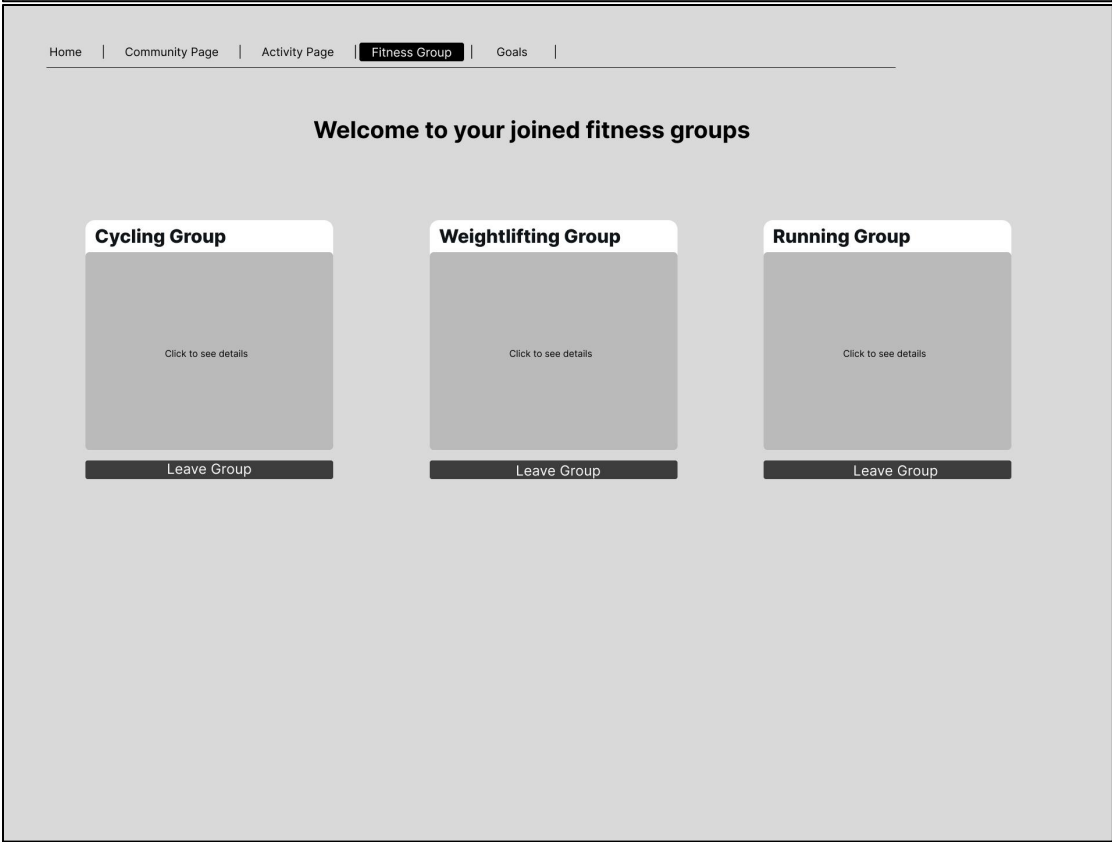 Home | Community Page | Activity Page | Fitness Group | Goals |
Welcome to your joined fitness groups
Cycling Group
Weightlifting Group
Running Group
Click to see details
Click to see details
Click to see details
Leave Group
Leave Group
Leave Group